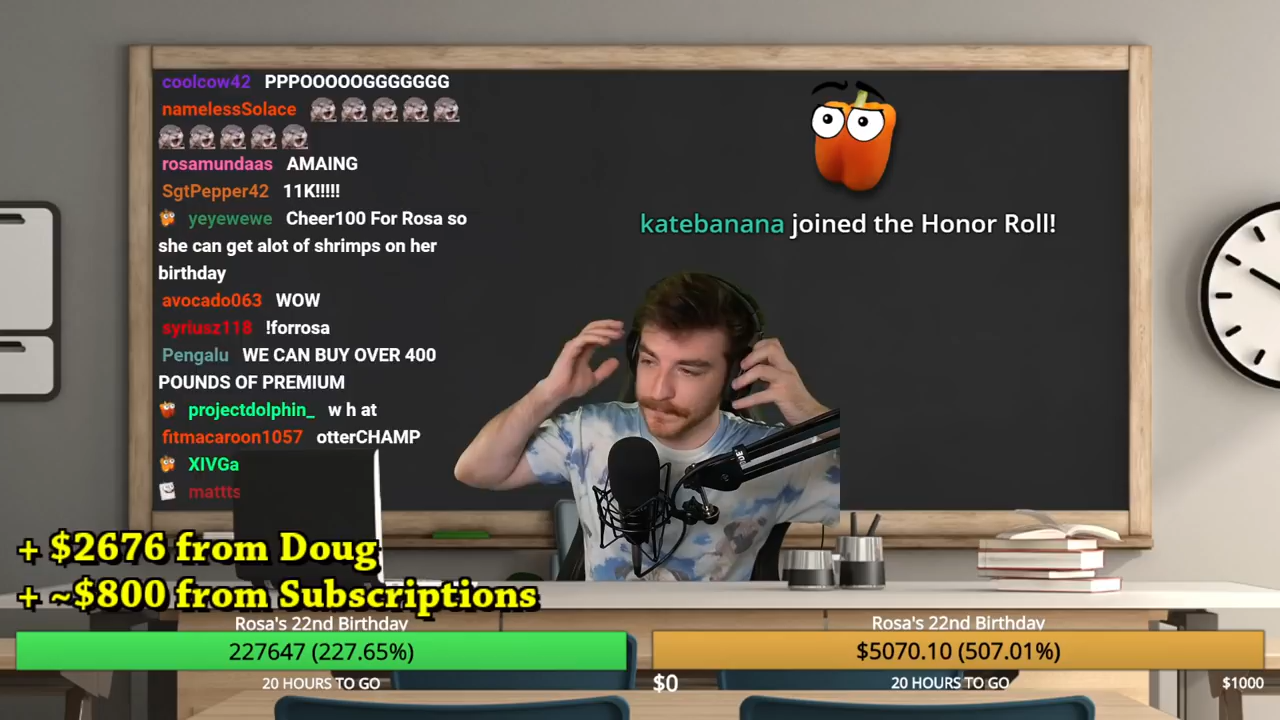 coolcow42 PPPOOOOOGGGGGGG
namelessSolace
rosamundaas AMAING
SgtPepper42 11K!!!!!
yeyewewe Cheer100 For Rosa so
she can get alot of shrimps on her
birthday
avocado063 WOW
syriusz118 !forrosa
Pengalu WE CAN BUY OVER 400
POUNDS OF PREMIUM
projectdolphin_ w h at
fitmacaroon1057 otterCHAMP
XIVGa
mattts
katebanana joined the Honor Roll!
+ $2676 from Doug
+ ~$800 from Subscriptions
Rosa's 22nd Birthday
227647 (227.65%)
20 HOURS TO GO
Rosa's 22nd Birthday
$5070.10 (507.01%)
$0
20 HOURS TO GO
$1000